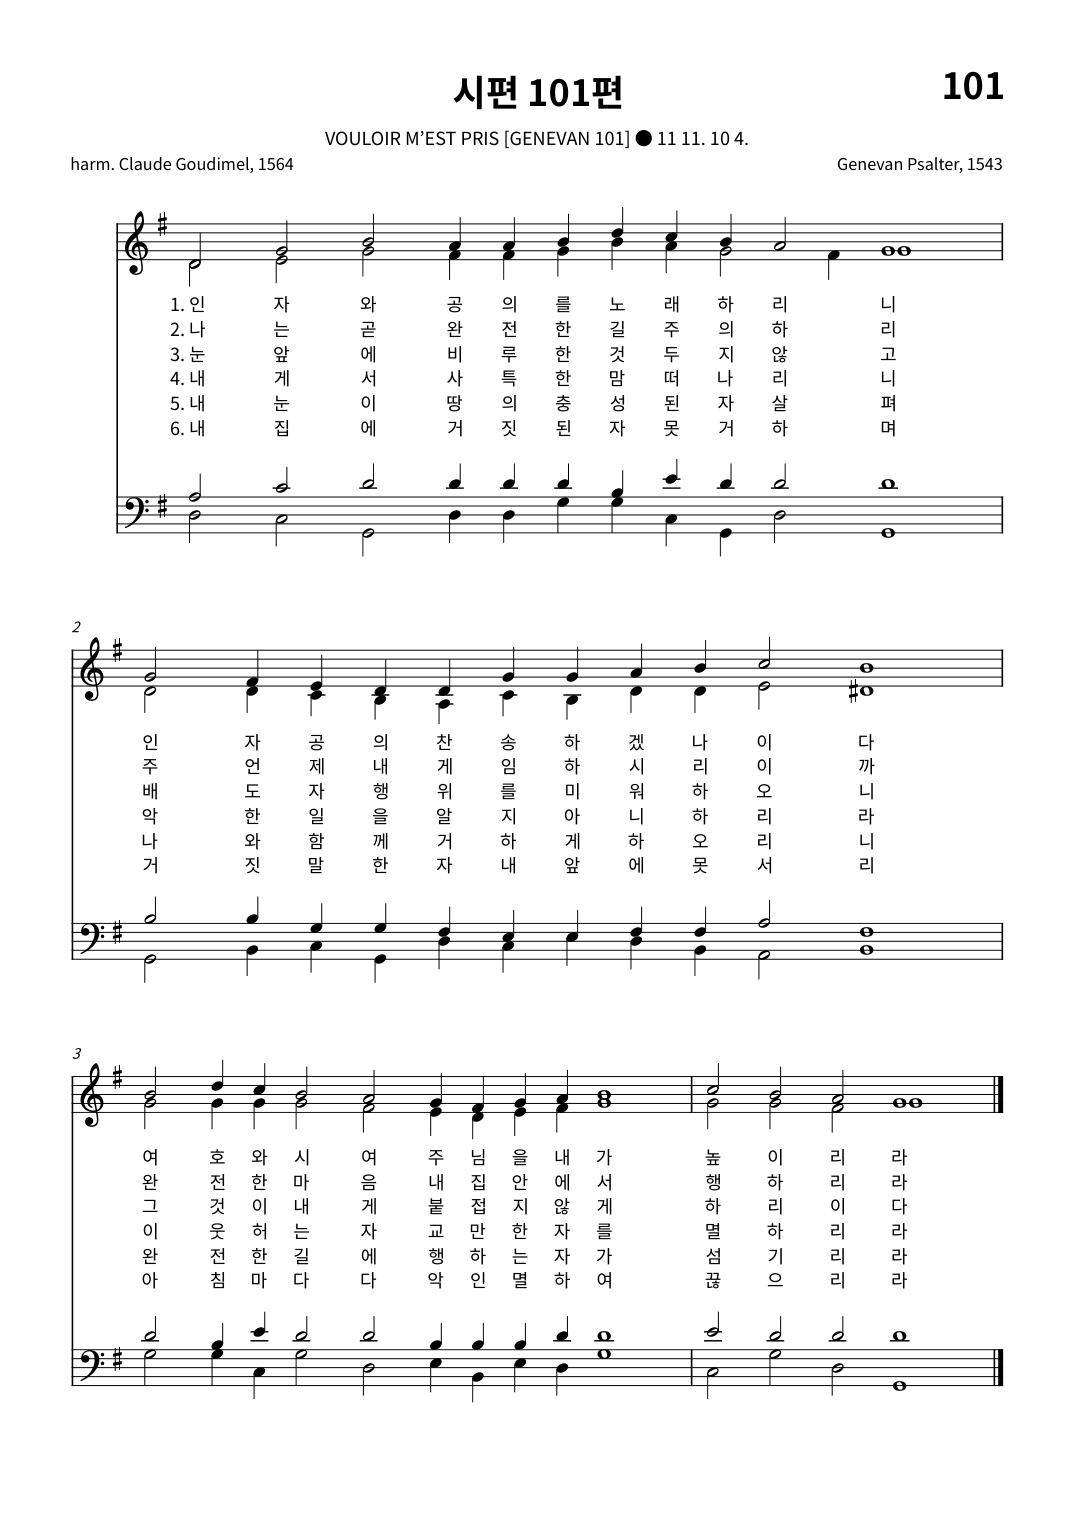 시편 101편
101
VOULOIR M’EST PRIS [GENEVAN 101] ● 11 11. 10 4.
harm. Claude Goudimel, 1564
Genevan Psalter, 1543
1. 인 자 와 공 의 를 노 래 하 리 니
2. 나 는 곧 완 전 한 길 주 의 하 리
3. 눈 앞 에 비 루 한 것 두 지 않 고
4. 내 게 서 사 특 한 맘 떠 나 리 니
5. 내 눈 이 땅 의 충 성 된 자 살 펴
6. 내 집 에 거 짓 된 자 못 거 하 며
2
인 자 공 의 찬 송 하 겠 나 이 다
주 언 제 내 게 임 하 시 리 이 까
배 도 자 행 위 를 미 워 하 오 니
악 한 일 을 알 지 아 니 하 리 라
나 와 함 께 거 하 게 하 오 리 니
거 짓 말 한 자 내 앞 에 못 서 리
3
여 호 와 시 여 주 님 을 내 가 높 이 리 라
완 전 한 마 음 내 집 안 에 서 행 하 리 라
그 것 이 내 게 붙 접 지 않 게 하 리 이 다
이 웃 허 는 자 교 만 한 자 를 멸 하 리 라
완 전 한 길 에 행 하 는 자 가 섬 기 리 라
아 침 마 다 다 악 인 멸 하 여 끊 으 리 라